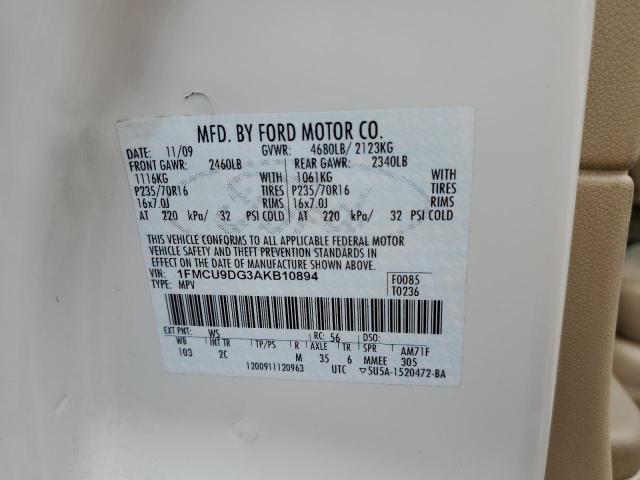 MFD. BY FORD MOTOR CO.
DATE: 11/09 GVWR: 4680LB/ 2123KG
FRONT GAWR: 2460LB REAR GAWR: 2340LB
1116KG WITH 1061KG WITH
P235/70R16 TIRES P235/70R16 TIRES
16x7.0J RIMS 16x7.0J RIMS
AT 220 kPa/ 32 PSI COLD AT 220 kPa/ 32 PSI COLD
THIS VEHICLE CONFORMS TO ALL APPLICABLE FEDERAL MOTOR
VEHICLE SAFETY AND THEFT PREVENTION STANDARDS IN
EFFECT ON THE DATE OF MANUFACTURE SHOWN ABOVE.
VIN: 1FMCU9DG3AKB10894 F0085
TYPE: MPV T0236
EXT PNT: WS RC: 56 DSO:
WB INT TR TP/PS R AXLE TR SPR AM71F
103 2C M 35 6 MMEE 305
1200911120963 UTC ▽5U5A-1520472-BA